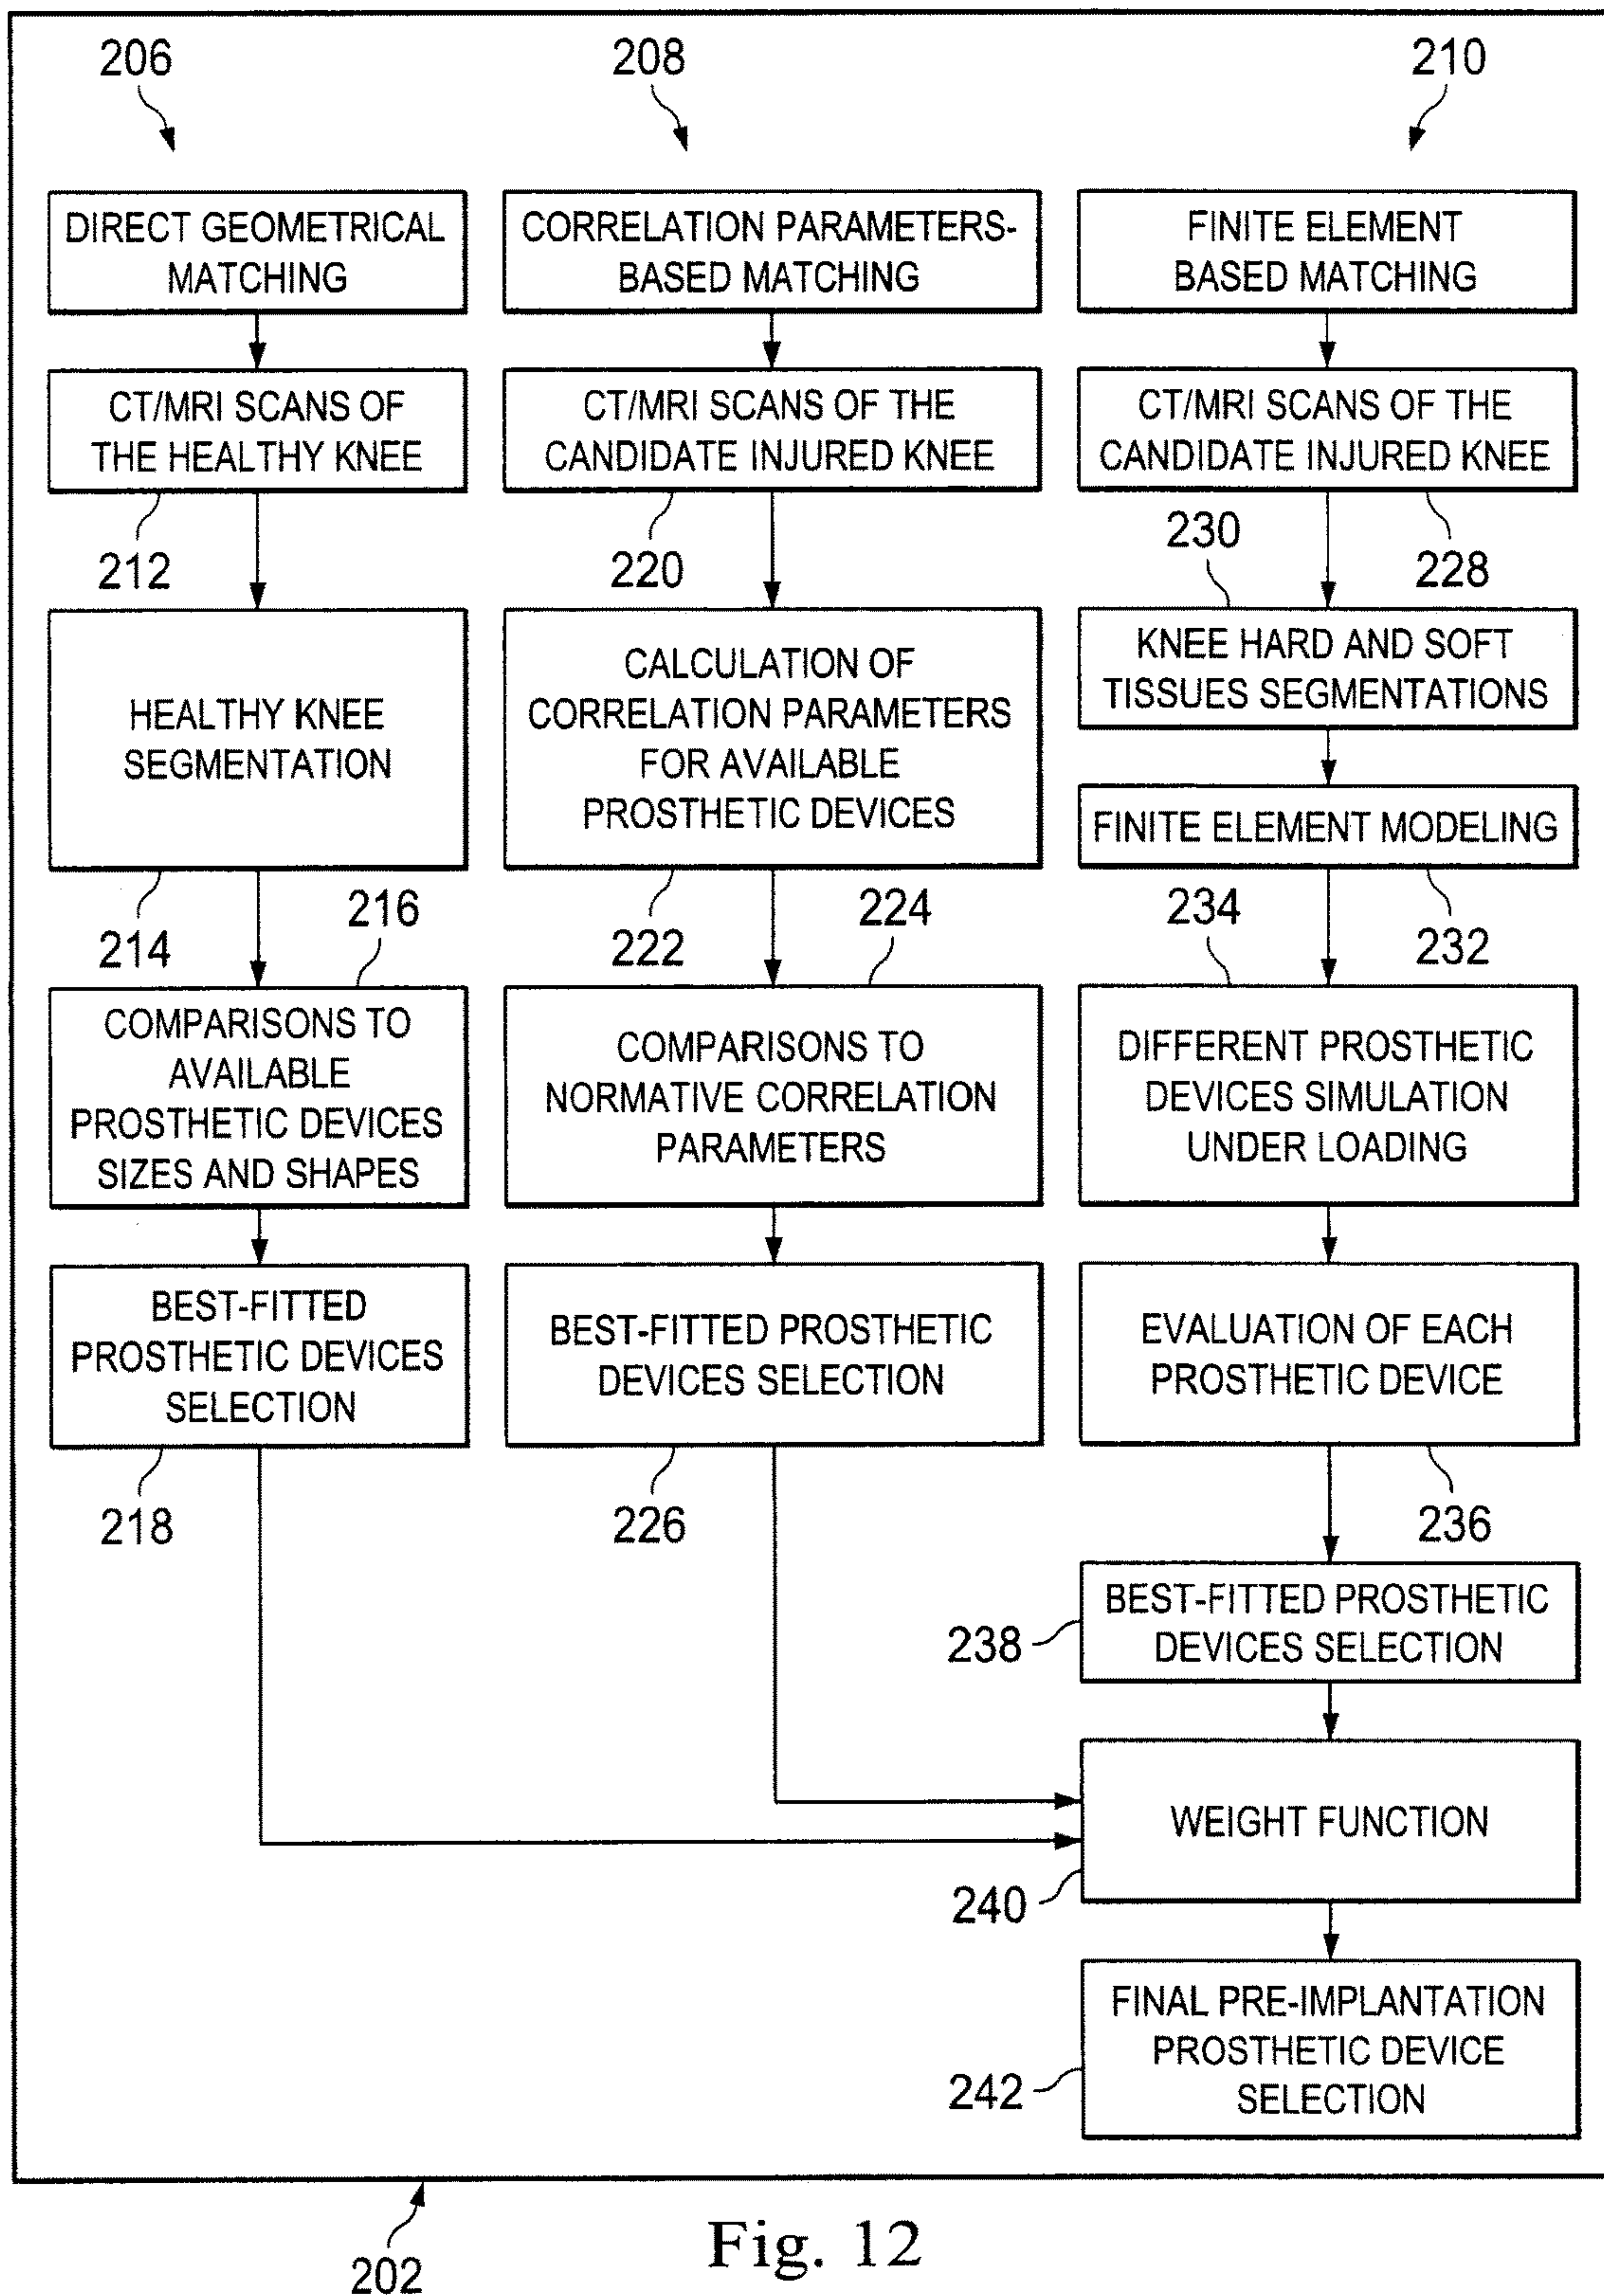 206
208
210
DIRECT GEOMETRICAL
MATCHING
CORRELATION PARAMETERS-
BASED MATCHING
FINITE ELEMENT
BASED MATCHING
CT/MRI SCANS OF
THE HEALTHY KNEE
CT/MRI SCANS OF THE
CANDIDATE INJURED KNEE
CT/MRI SCANS OF THE
CANDIDATE INJURED KNEE
212
220
230
228
HEALTHY KNEE
SEGMENTATION
CALCULATION OF
CORRELATION PARAMETERS
FOR AVAILABLE
PROSTHETIC DEVICES
KNEE HARD AND SOFT
TISSUES SEGMENTATIONS
FINITE ELEMENT MODELING
214
216
222
224
234
232
COMPARISONS TO
AVAILABLE
PROSTHETIC DEVICES
SIZES AND SHAPES
COMPARISONS TO
NORMATIVE CORRELATION
PARAMETERS
DIFFERENT PROSTHETIC
DEVICES SIMULATION
UNDER LOADING
BEST-FITTED
PROSTHETIC DEVICES
SELECTION
BEST-FITTED PROSTHETIC
DEVICES SELECTION
EVALUATION OF EACH
PROSTHETIC DEVICE
218
226
236
238
BEST-FITTED PROSTHETIC
DEVICES SELECTION
WEIGHT FUNCTION
240
FINAL PRE-IMPLANTATION
PROSTHETIC DEVICE
SELECTION
242
202
Fig. 12